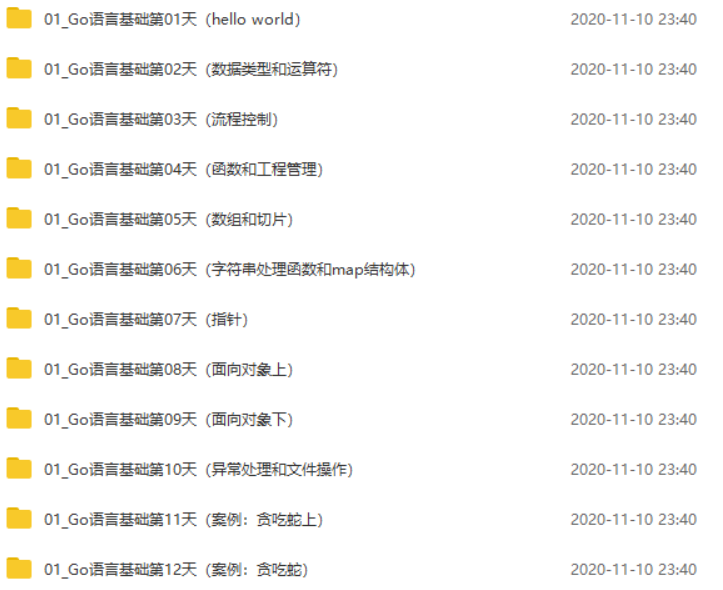 01_Go语言基础第01天（hello world） 2020-11-10 23:40
01_Go语言基础第02天（数据类型和运算符） 2020-11-10 23:40
01_Go语言基础第03天（流程控制） 2020-11-10 23:40
01_Go语言基础第04天（函数和工程管理） 2020-11-10 23:40
01_Go语言基础第05天（数组和切片） 2020-11-10 23:40
01_Go语言基础第06天（字符串处理函数和map结构体） 2020-11-10 23:40
01_Go语言基础第07天（指针） 2020-11-10 23:40
01_Go语言基础第08天（面向对象上） 2020-11-10 23:40
01_Go语言基础第09天（面向对象下） 2020-11-10 23:40
01_Go语言基础第10天（异常处理和文件操作） 2020-11-10 23:40
01_Go语言基础第11天（案例：贪吃蛇上） 2020-11-10 23:40
01_Go语言基础第12天（案例：贪吃蛇） 2020-11-10 23:40